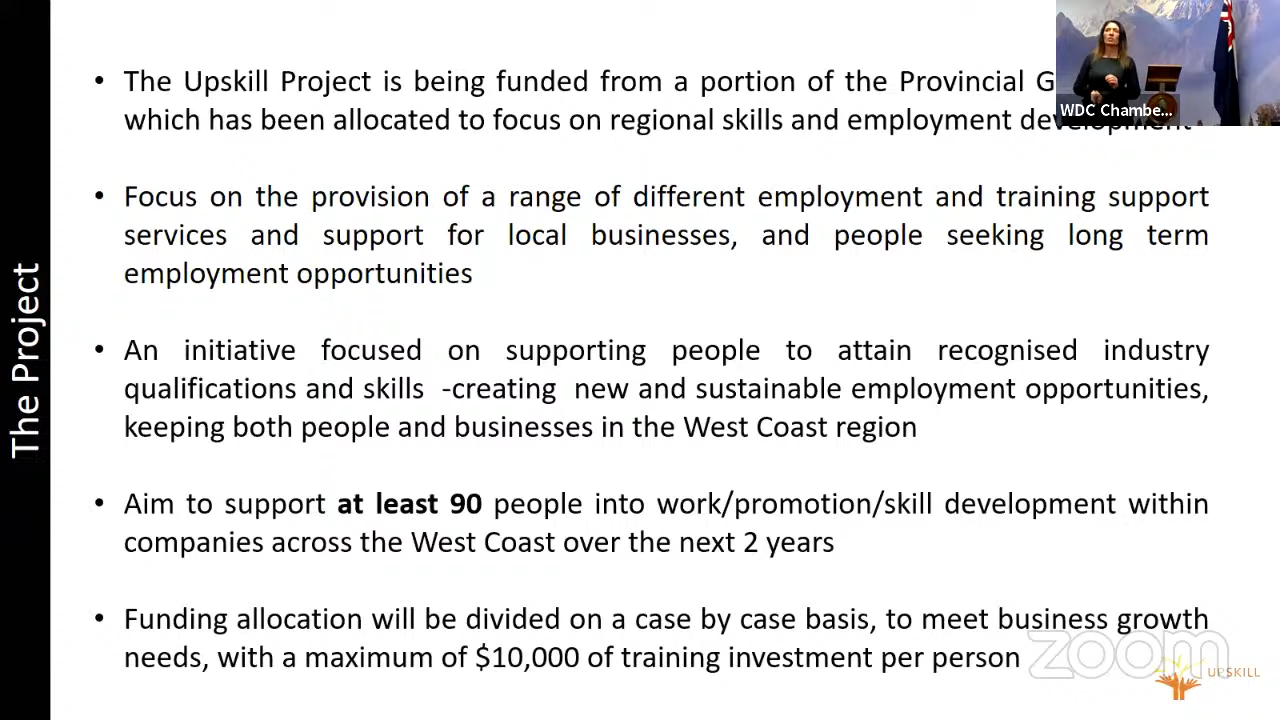 The Project
• The Upskill Project is being funded from a portion of the Provincial G
which has been allocated to focus on regional skills and employment development
• Focus on the provision of a range of different employment and training support
services and support for local businesses, and people seeking long term
employment opportunities
• An initiative focused on supporting people to attain recognised industry
qualifications and skills -creating new and sustainable employment opportunities,
keeping both people and businesses in the West Coast region
• Aim to support at least 90 people into work/promotion/skill development within
companies across the West Coast over the next 2 years
• Funding allocation will be divided on a case by case basis, to meet business growth
needs, with a maximum of $10,000 of training investment per person
WDC Chambe...
zoom
UPSKILL